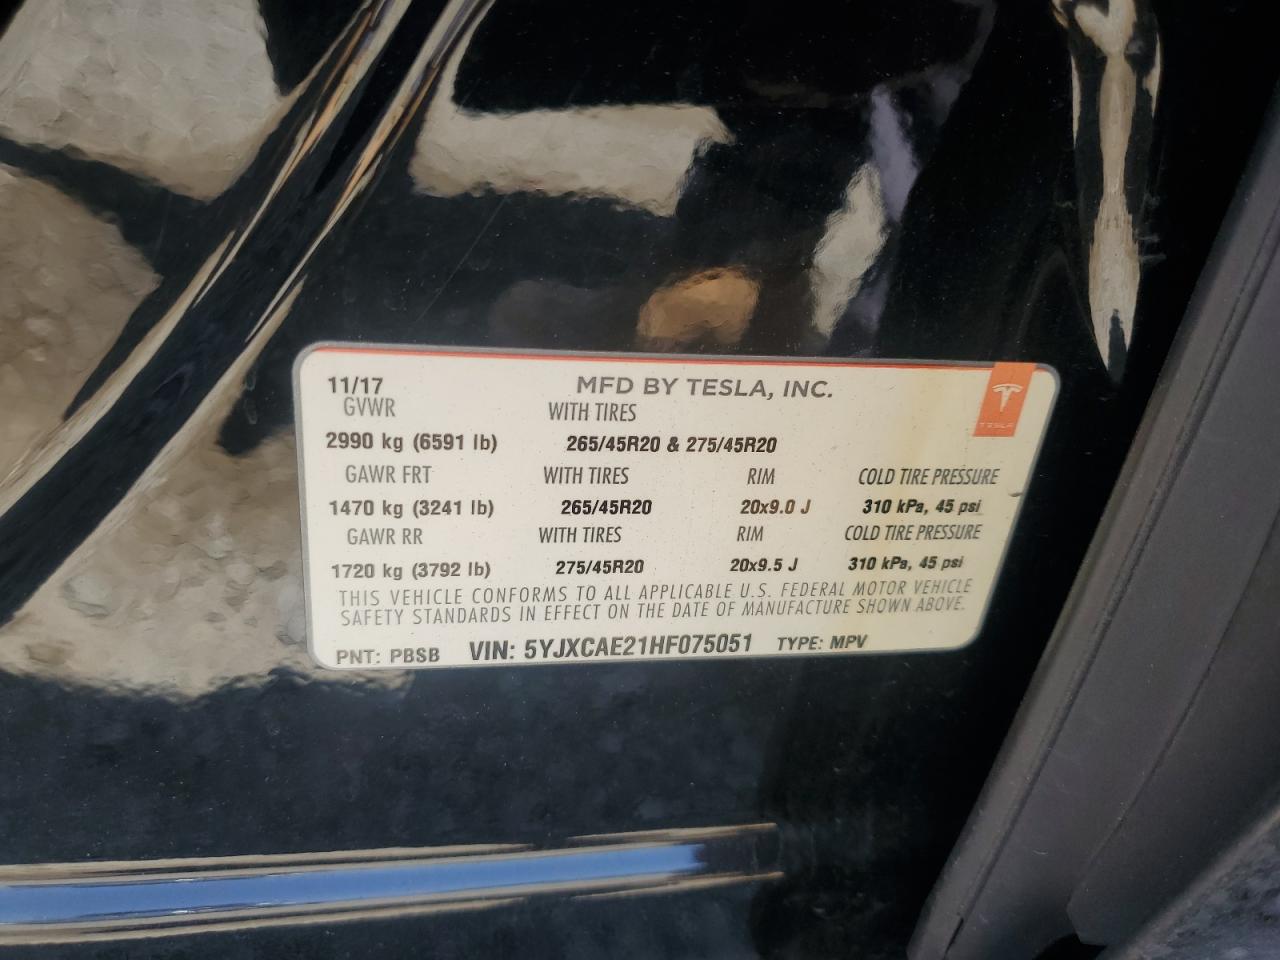 11/17 MFD BY TESLA, INC.
GVWR WITH TIRES
2990 kg (6591 lb) 265/45R20 & 275/45R20
GAWR FRT WITH TIRES RIM COLD TIRE PRESSURE
1470 kg (3241 lb) 265/45R20 20x9.0 J 310 kPa, 45 psi
GAWR RR WITH TIRES RIM COLD TIRE PRESSURE
1720 kg (3792 lb) 275/45R20 20x9.5 J 310 kPa, 45 psi
THIS VEHICLE CONFORMS TO ALL APPLICABLE U.S. FEDERAL MOTOR VEHICLE
SAFETY STANDARDS IN EFFECT ON THE DATE OF MANUFACTURE SHOWN ABOVE.
PNT: PBSB VIN: 5YJXCAE21HF075051 TYPE: MPV
TESLA